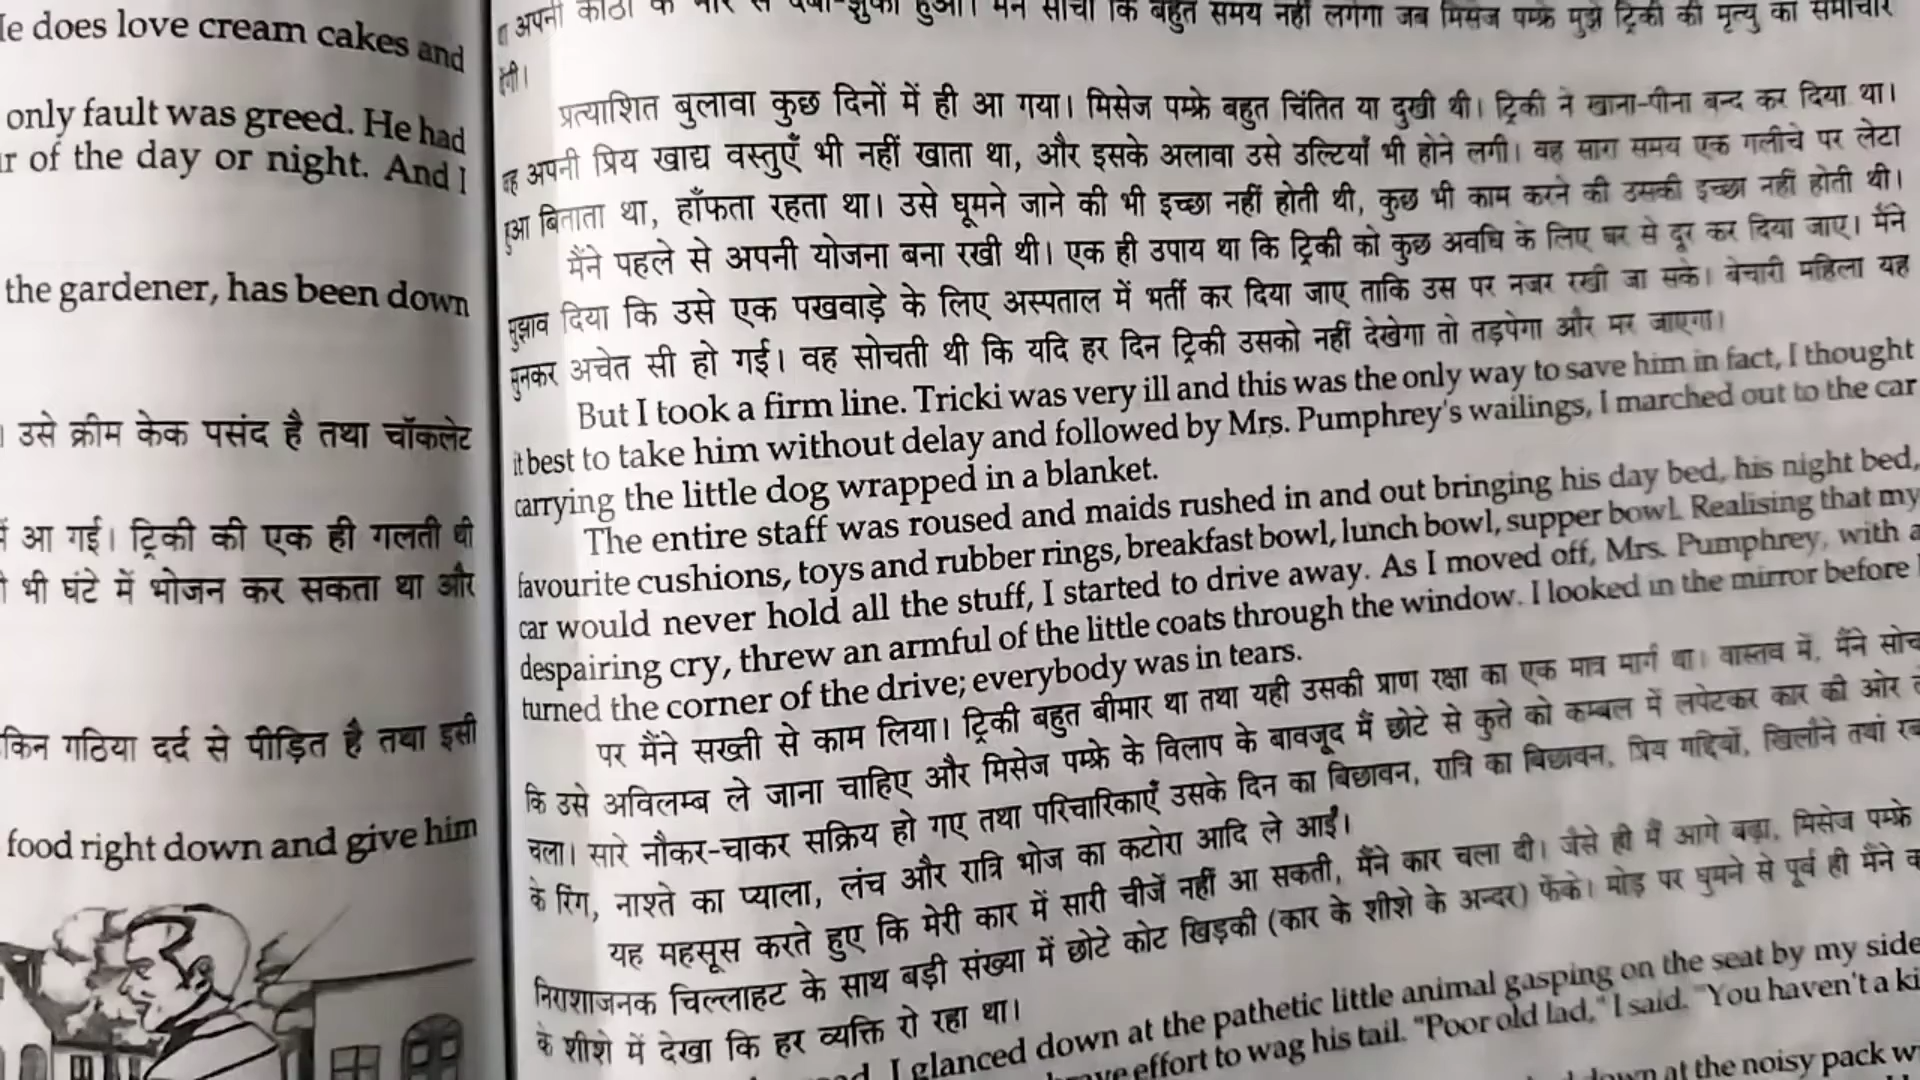 le does love cream cakes and
only fault was greed. He had
r of the day or night. And I
the gardener, has been down
। उसे क्रीम केक पसंद है तथा चॉकलेट
में आ गई। ट्रिकी की एक ही गलती थी
भी घंटे में भोजन कर सकता था और
किन गठिया दर्द से पीड़ित है तथा इसी
food right down and give him
अपनी काठी के भार से दबा-झुका हुआ। मैंने सोचा कि बहुत समय नहीं लगेगा जब मिसेज पम्फ्रे मुझे ट्रिकी की मृत्यु का समाचार
देंगी।
प्रत्याशित बुलावा कुछ दिनों में ही आ गया। मिसेज पम्फ्रे बहुत चिंतित या दुखी थी। ट्रिकी ने खाना-पीना बन्द कर दिया था।
वह अपनी प्रिय खाद्य वस्तुएँ भी नहीं खाता था, और इसके अलावा उसे उल्टियाँ भी होने लगी। वह सारा समय एक गलीचे पर लेटा
हुआ बिताता था, हाँफता रहता था। उसे घूमने जाने की भी इच्छा नहीं होती थी, कुछ भी काम करने की उसकी इच्छा नहीं होती थी।
मैंने पहले से अपनी योजना बना रखी थी। एक ही उपाय था कि ट्रिकी को कुछ अवधि के लिए घर से दूर कर दिया जाए। मैंने
सुझाव दिया कि उसे एक पखवाड़े के लिए अस्पताल में भर्ती कर दिया जाए ताकि उस पर नजर रखी जा सके। बेचारी महिला यह
सुनकर अचेत सी हो गई। वह सोचती थी कि यदि हर दिन ट्रिकी उसको नहीं देखेगा तो तड़पेगा और मर जाएगा।
But I took a firm line. Tricki was very ill and this was the only way to save him in fact, I thought
it best to take him without delay and followed by Mrs. Pumphrey's wailings, I marched out to the car
carrying the little dog wrapped in a blanket.
The entire staff was roused and maids rushed in and out bringing his day bed, his night bed,
favourite cushions, toys and rubber rings, breakfast bowl, lunch bowl, supper bowl. Realising that my
car would never hold all the stuff, I started to drive away. As I moved off, Mrs. Pumphrey, with a
despairing cry, threw an armful of the little coats through the window. I looked in the mirror before I
turned the corner of the drive; everybody was in tears.
पर मैंने सख्ती से काम लिया। ट्रिकी बहुत बीमार था तथा यही उसकी प्राण रक्षा का एक मात्र मार्ग था। वास्तव में, मैंने सोच
कि उसे अविलम्ब ले जाना चाहिए और मिसेज पम्फ्रे के विलाप के बावजूद मैं छोटे से कुत्ते को कम्बल में लपेटकर कार की ओर ले
चला। सारे नौकर-चाकर सक्रिय हो गए तथा परिचारिकाएँ उसके दिन का बिछावन, रात्रि का बिछावन, प्रिय गद्दियाँ, खिलौने तथा रब
के रिंग, नाश्ते का प्याला, लंच और रात्रि भोज का कटोरा आदि ले आईं।
यह महसूस करते हुए कि मेरी कार में सारी चीजें नहीं आ सकती, मैंने कार चला दी। जैसे ही मैं आगे बढ़ा, मिसेज पम्फ्रे
निराशाजनक चिल्लाहट के साथ बड़ी संख्या में छोटे कोट खिड़की (कार के शीशे के अन्दर) फेंके। मोड़ पर घुमने से पूर्व ही मैंने क
के शीशे में देखा कि हर व्यक्ति रो रहा था।
I glanced down at the pathetic little animal gasping on the seat by my side
effort to wag his tail. "Poor old lad," I said. "You haven't a ki
at the noisy pack w